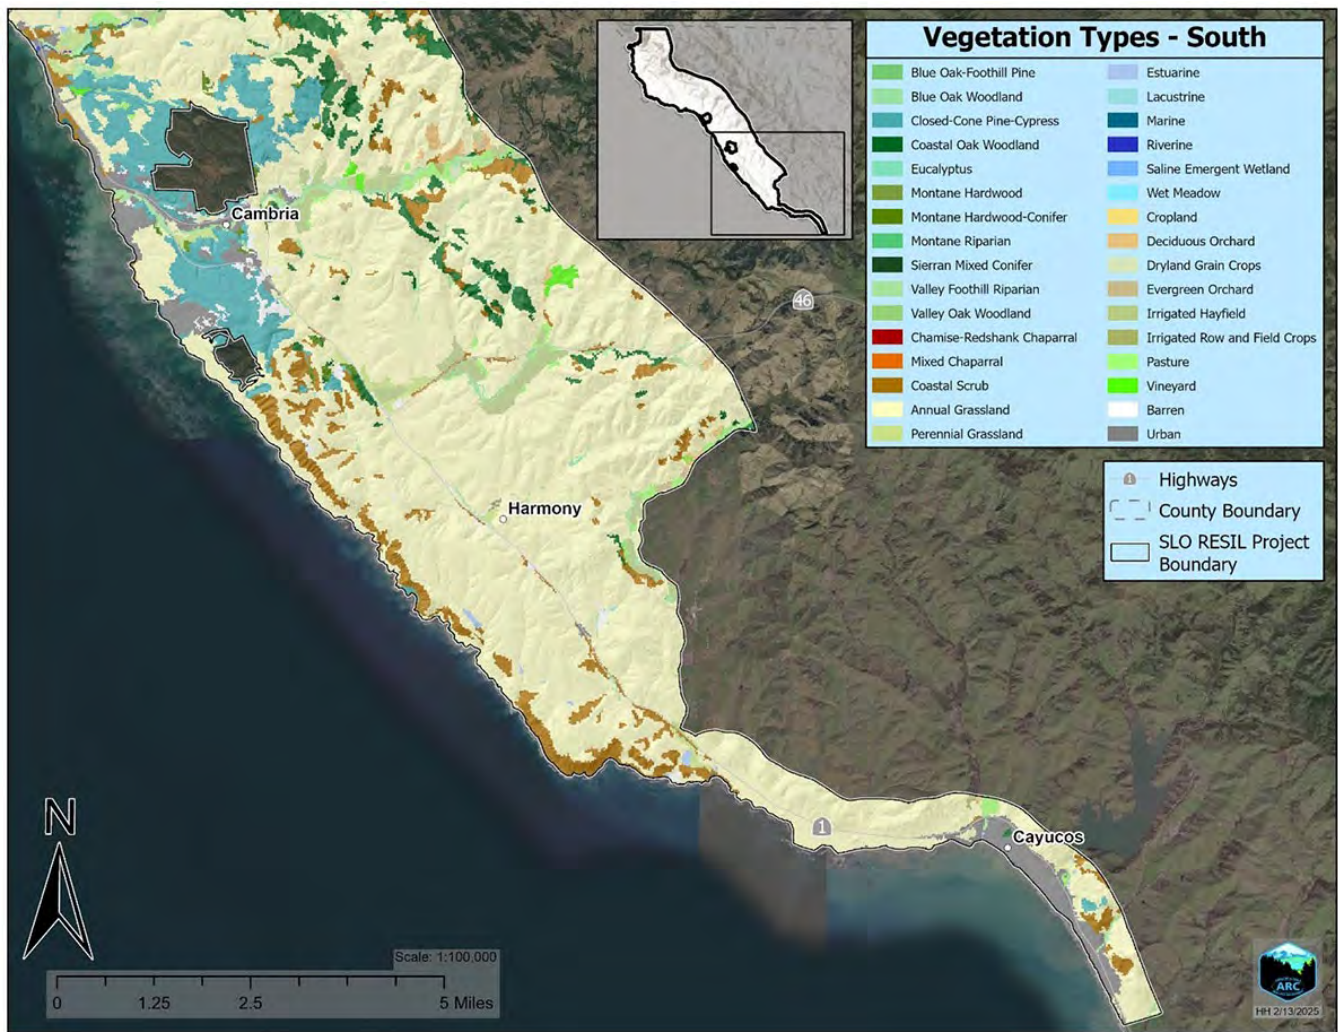 Vegetation Types - South
Blue Oak-Foothill Pine
Blue Oak Woodland
Closed-Cone Pine-Cypress
Coastal Oak Woodland
Eucalyptus
Montane Hardwood
Montane Hardwood-Conifer
Montane Riparian
Sierran Mixed Conifer
Valley Foothill Riparian
Valley Oak Woodland
Chamise-Redshank Chaparral
Mixed Chaparral
Coastal Scrub
Annual Grassland
Perennial Grassland
Estuarine
Lacustrine
Marine
Riverine
Saline Emergent Wetland
Wet Meadow
Cropland
Deciduous Orchard
Dryland Grain Crops
Evergreen Orchard
Irrigated Hayfield
Irrigated Row and Field Crops
Pasture
Vineyard
Barren
Urban
1 Highways
County Boundary
SLO RESIL Project
Boundary
Cambria
46
Harmony
1
Cayucos
N
Scale: 1:100,000
0 1.25 2.5 5 Miles
ARC
HH 2/13/2025